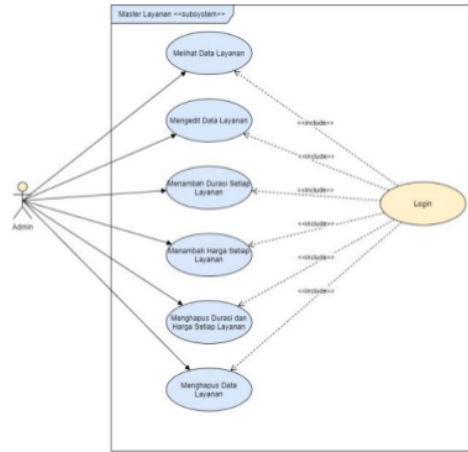 Master Layanan <<subsystem>>
Melihat Data Layanan
<<include>>
Mengedit Data Layanan
<<include>>
Menambah Durasi Setiap
Layanan
<<include>>
Login
Admin
<<include>>
Menambah Harga Setiap
Layanan
<<include>>
Menghapus Durasi dan
Harga Setiap Layanan
<<include>>
Menghapus Data
Layanan